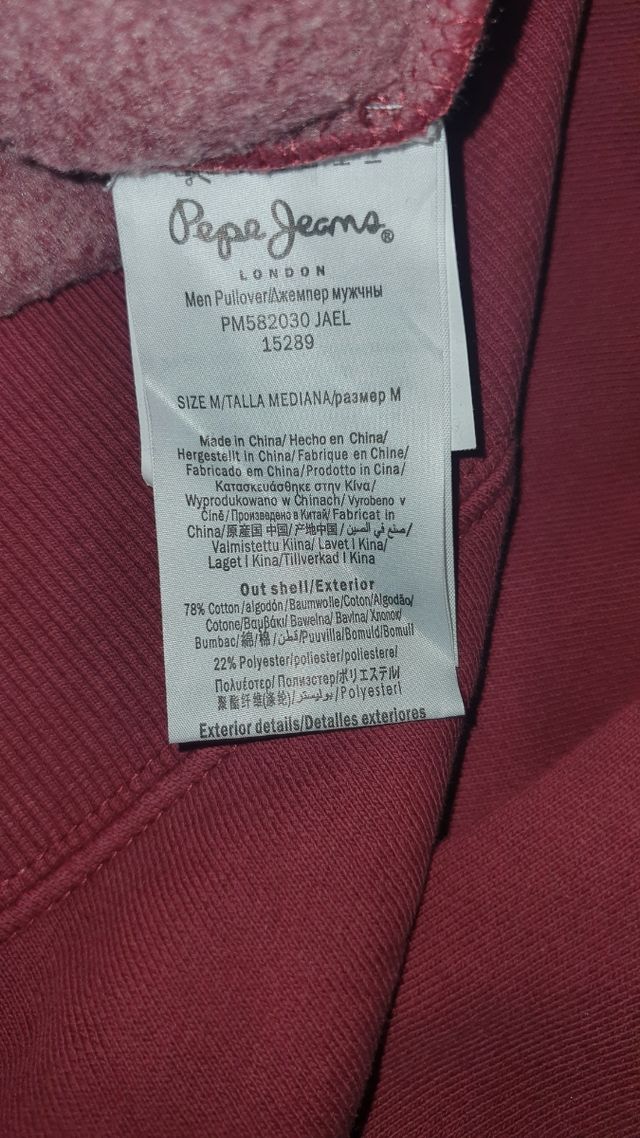 Pepe Jeans®
LONDON
Men Pullover/Джемпер мужчны
PM582030 JAEL
15289
SIZE M/TALLA MEDIANA/размер M
Made in China/ Hecho en China/
Hergestellt in China/ Fabrique en China/
Fabricado em China/Prodotto in Cina/
Κατασκευάσθηκε στην Κίνα/
Wyprodukowano w Chinach/ Vyrobeno v
Číně/Произведено в Китай/ Fabricat in
China/原産国 中国/产地中国/صنع في الصين/
Valmistettu Kiina/ Lavet I Kina/
Laget I Kina/Tillverkad I Kina
Out shell/Exterior
78% Cotton/algodón/Baumwolle/Coton/Algodão/
Cotone/Βαμβάκι/ Bawełna/ Bavlna/ Хлопок/
Bumbac/綿/棉/قطن/Puuvilla/Bomuld/Bomull
22% Polyester/poliester/poliestere/
Πολυέστερ/ Полиэстер/ポリエステル/
聚酯纤维(涤纶)/بوليستر/Polyesteri
Exterior details/Detalles exteriores